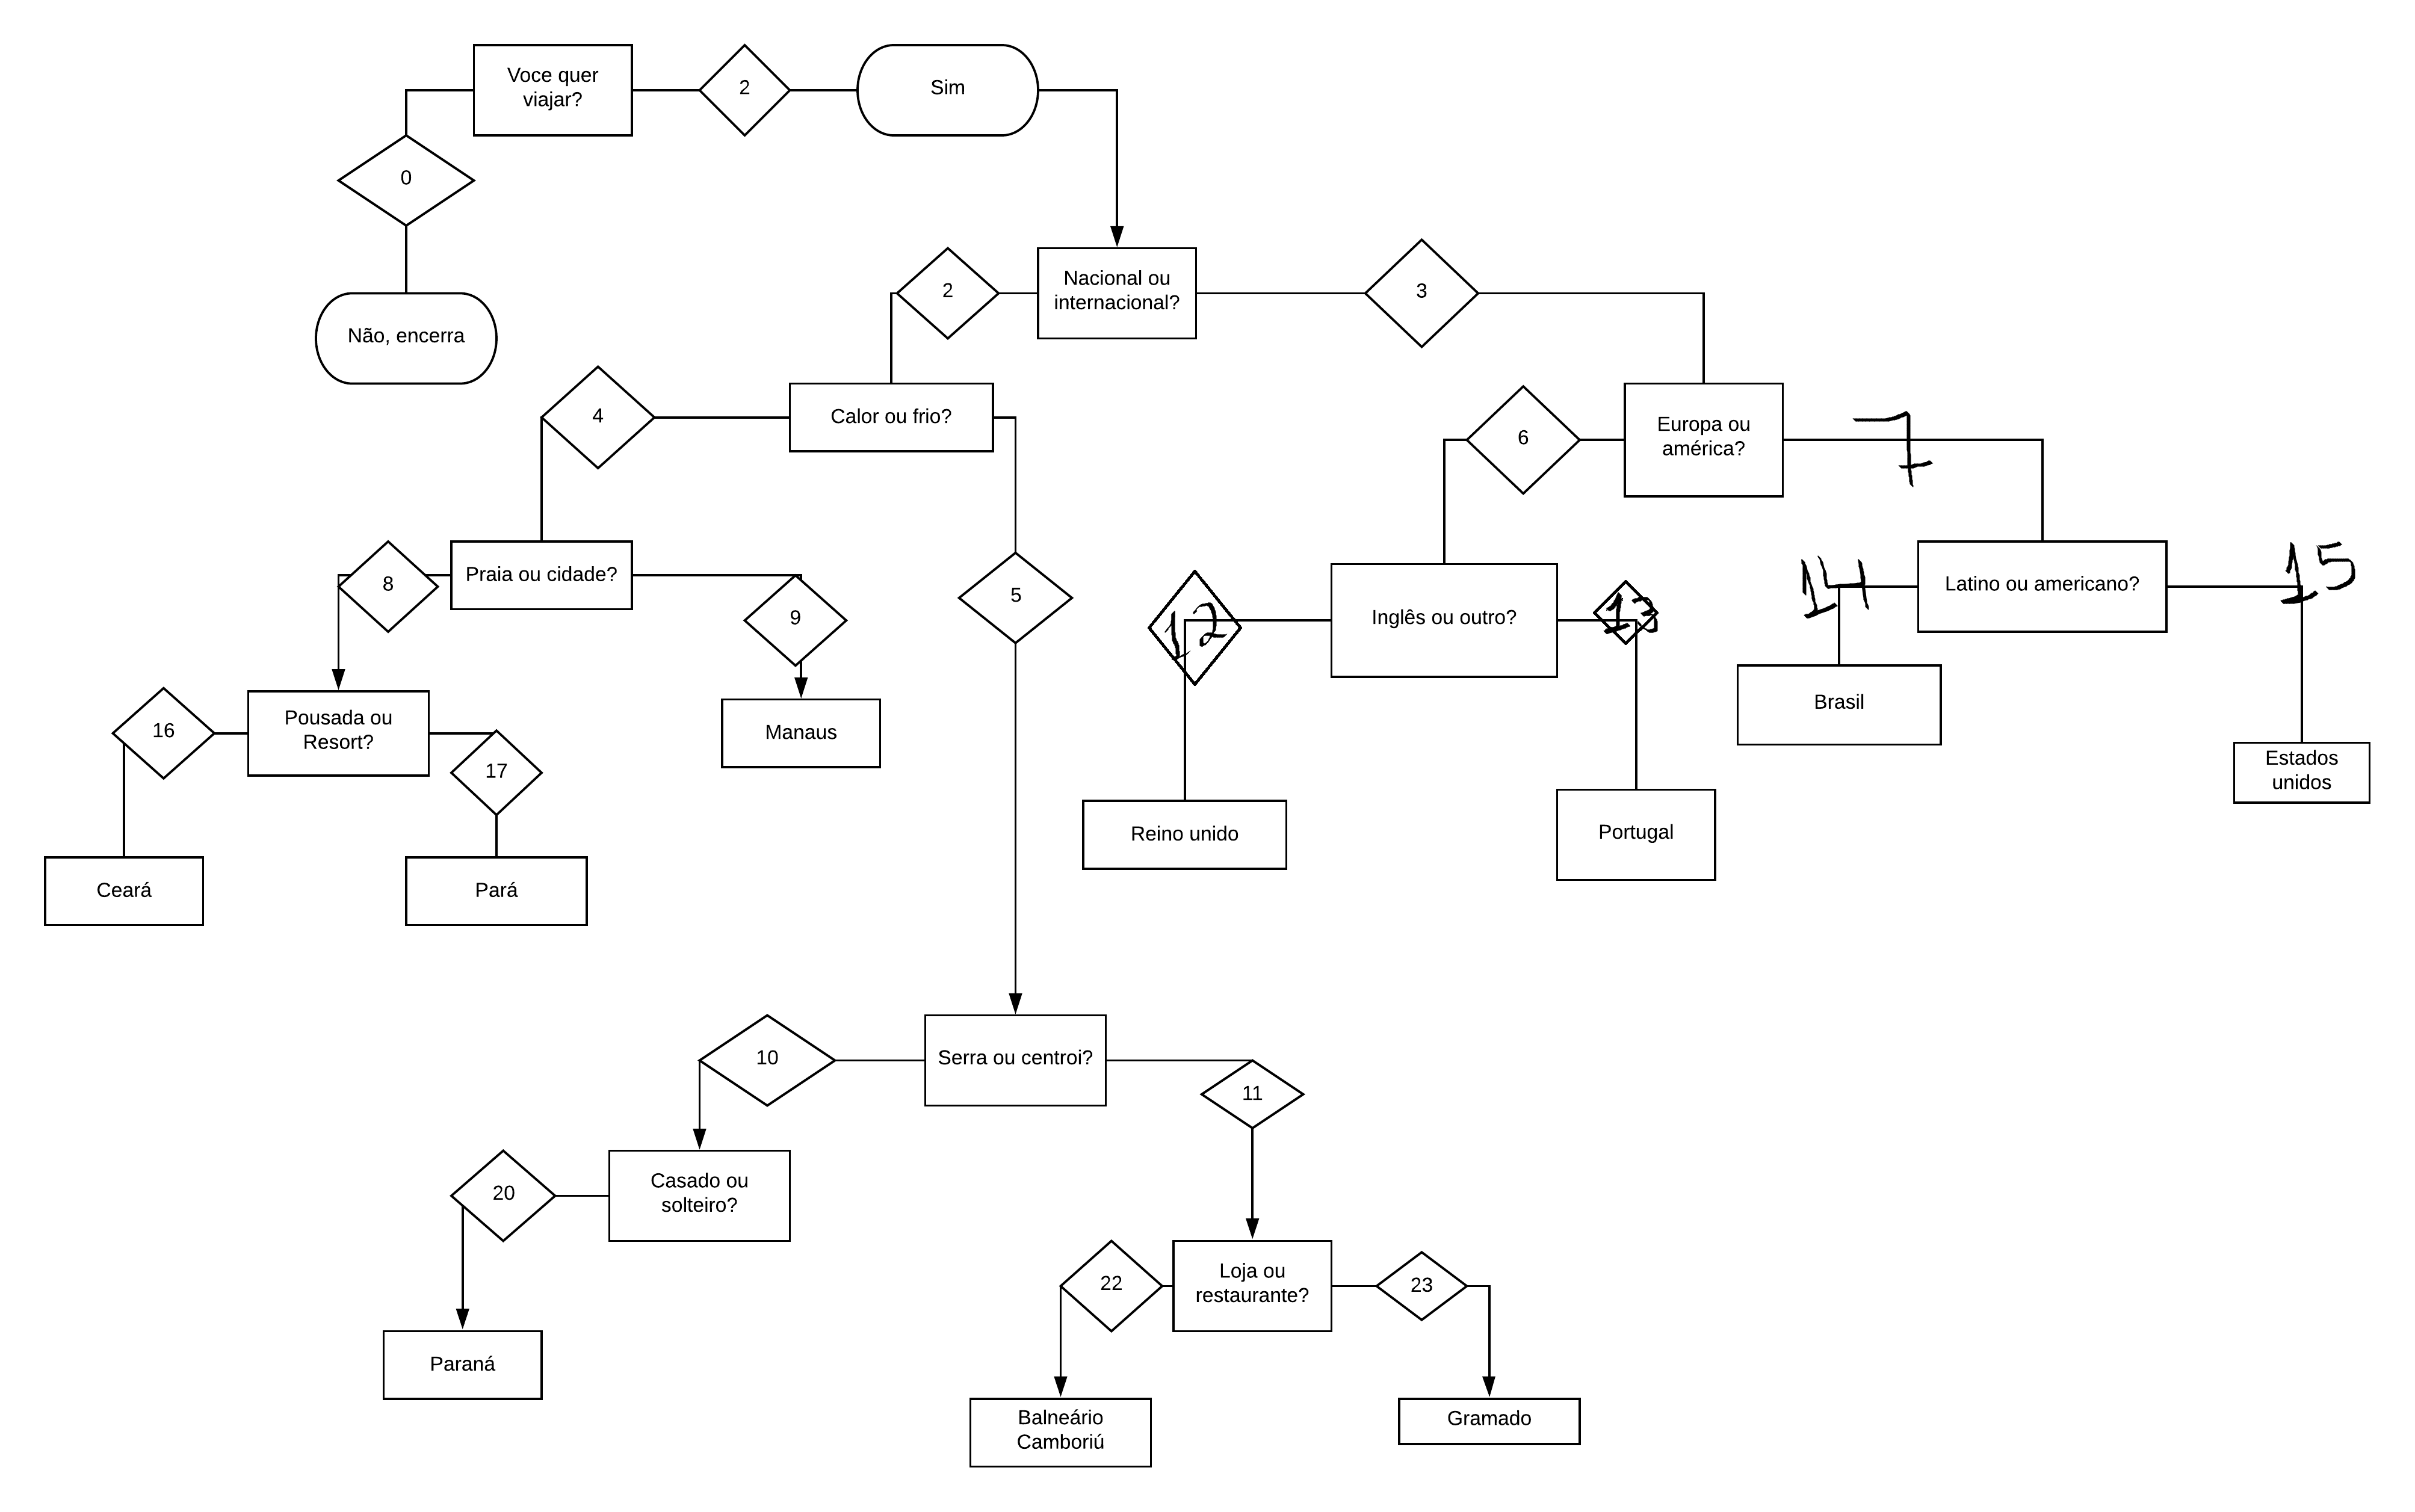 Voce quer
viajar?
2
Sim
0
Não, encerra
Nacional ou
internacional?
2
3
Calor ou frio?
4
5
Europa ou
américa?
6
7
Praia ou cidade?
8
9
Inglês ou outro?
12
13
Latino ou americano?
14
15
Pousada ou
Resort?
16
17
Manaus
Brasil
Estados
unidos
Reino unido
Portugal
Ceará
Pará
Serra ou centroi?
10
11
Casado ou
solteiro?
20
Loja ou
restaurante?
22
23
Paraná
Balneário
Camboriú
Gramado